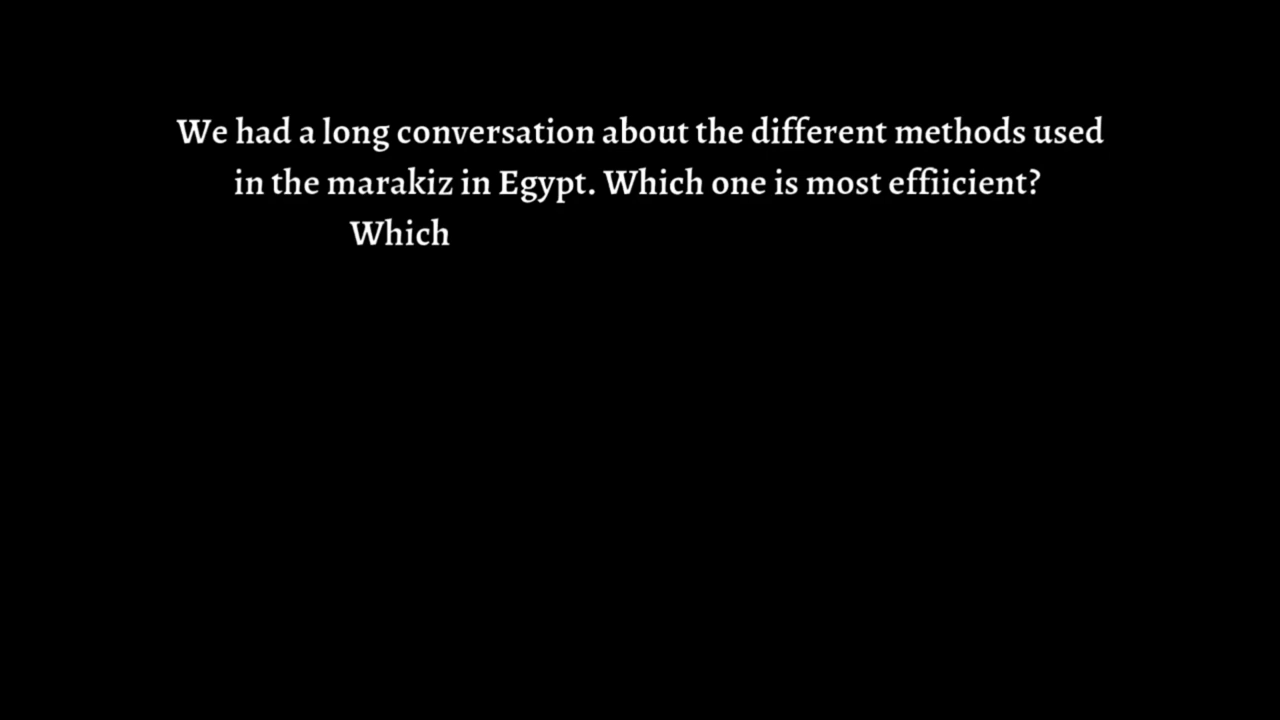 We had a long conversation about the different methods used
in the marakiz in Egypt. Which one is most effiicient?
Which